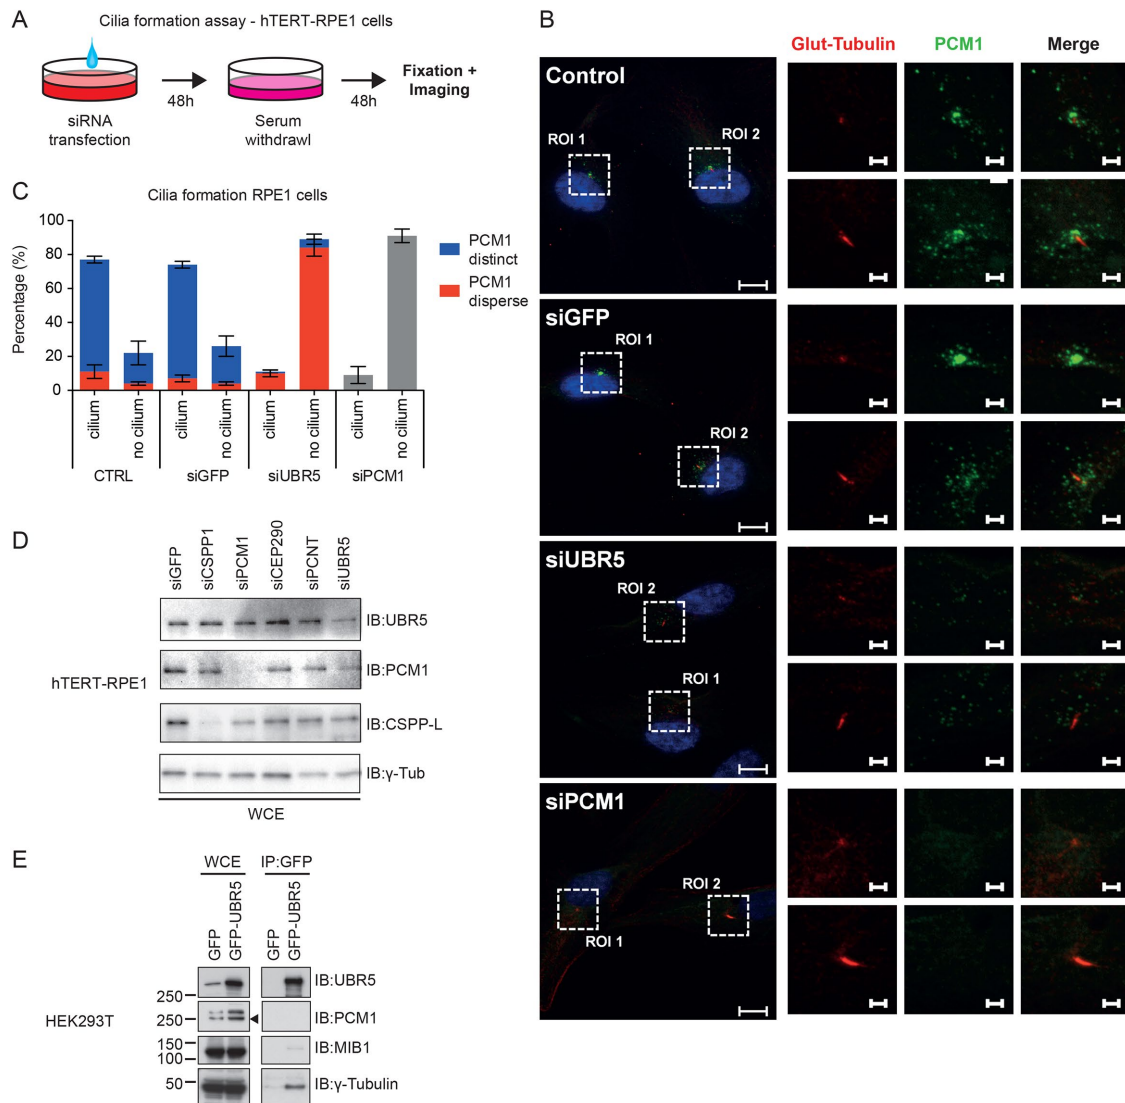 A
Cilia formation assay - hTERT-RPE1 cells
siRNA
transfection
48h
Serum
withdrawl
48h
Fixation +
Imaging
B
Glut-Tubulin
PCM1
Merge
Control
ROI 1
ROI 2
siGFP
ROI 1
ROI 2
siUBR5
ROI 2
ROI 1
siPCM1
ROI 2
ROI 1
C
Cilia formation RPE1 cells
Percentage (%)
100
80
60
40
20
0
cilium
no cilium
cilium
no cilium
cilium
no cilium
cilium
no cilium
CTRL
siGFP
siUBR5
siPCM1
PCM1
distinct
PCM1
disperse
D
siGFP
siCSPP1
siPCM1
siCEP290
siPCNT
siUBR5
hTERT-RPE1
IB:UBR5
IB:PCM1
IB:CSPP-L
IB:γ-Tub
WCE
E
WCE
IP:GFP
GFP
GFP-UBR5
GFP
GFP-UBR5
HEK293T
250
IB:UBR5
250
IB:PCM1
150
100
IB:MIB1
50
IB:γ-Tubulin